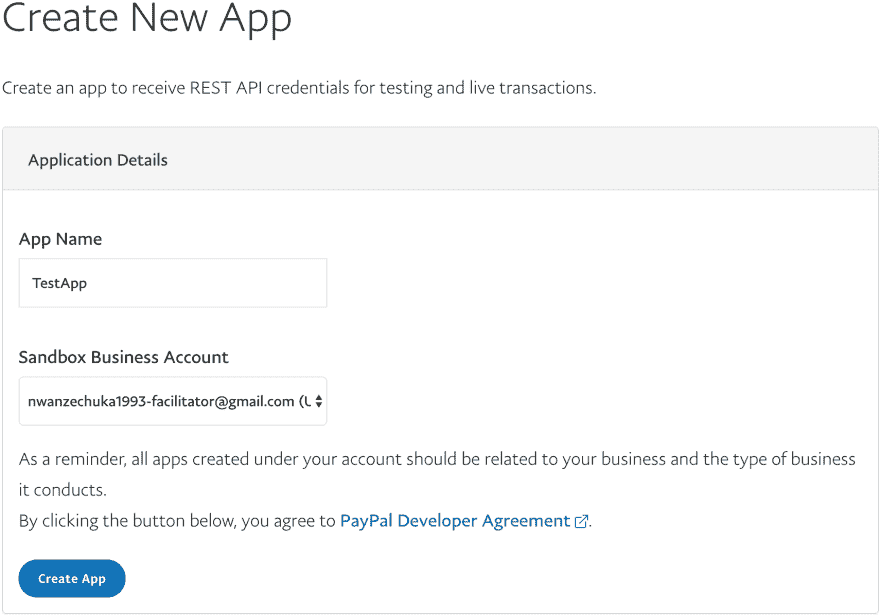 Create New App
Create an app to receive REST API credentials for testing and live transactions.
Application Details
App Name
TestApp
Sandbox Business Account
nwanzechuka1993-facilitator@gmail.com (U
As a reminder, all apps created under your account should be related to your business and the type of business
it conducts.
By clicking the button below, you agree to PayPal Developer Agreement.
Create App